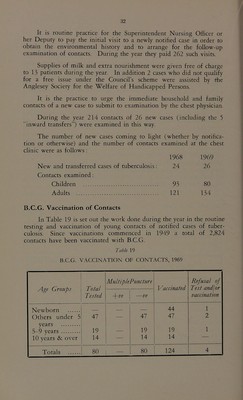 32
It is routine practice for the Superintendent Nursing Officer or
her Deputy to pay the initial visit to a newly notified case in order to
obtain the environmental history and to arrange for the follow-up
examination of contacts. During the year they paid 262 such visits.
Supplies of milk and extra nourishment were given free of charge
to 13 patients during the year. In addition 2 cases who did not qualify
for a free issue under the Council's scheme were assisted by the
Anglesey Society for the Welfare of Handicapped Persons.
It is the practice to urge the immediate household and family
contacts of a new case to submit to examination by the chest physician.
During the year 214 contacts of 26 new cases (including the 5
"inward transfers") were examined in this way.
The number of new cases coming to light (whether by notifica-
tion or otherwise) and the number of contacts examined at the chest
clinic were as follows:
1968 1969
New and transferred cases of tuberculosis. 24 26
Contacts examined:
Children 93 80
Adults 121 134
B.C.G. Vaccination of Contacts
In Table 19 is set out the work done during the year in the routine
testing and vaccination of young contacts of notified cases of tuber-
culosis. Since vaccinations commenced in 1949 a total of 2,824
contacts have been vaccinated with B.C.G.
Table 19
B.C.G. VACCINATION OF CONTACTS, 1969
Age Groups Total Tested Multiple Puncture +ve —ve Vaccinated Refusal of Test and/or vaccination
Newborn — — — 44 1
Others under 5 years 47 — 47 47 2
5-9 years 19 — 19 19 1
10 years & over 14 — 14 14 —
Totals 80 — 80 124 4